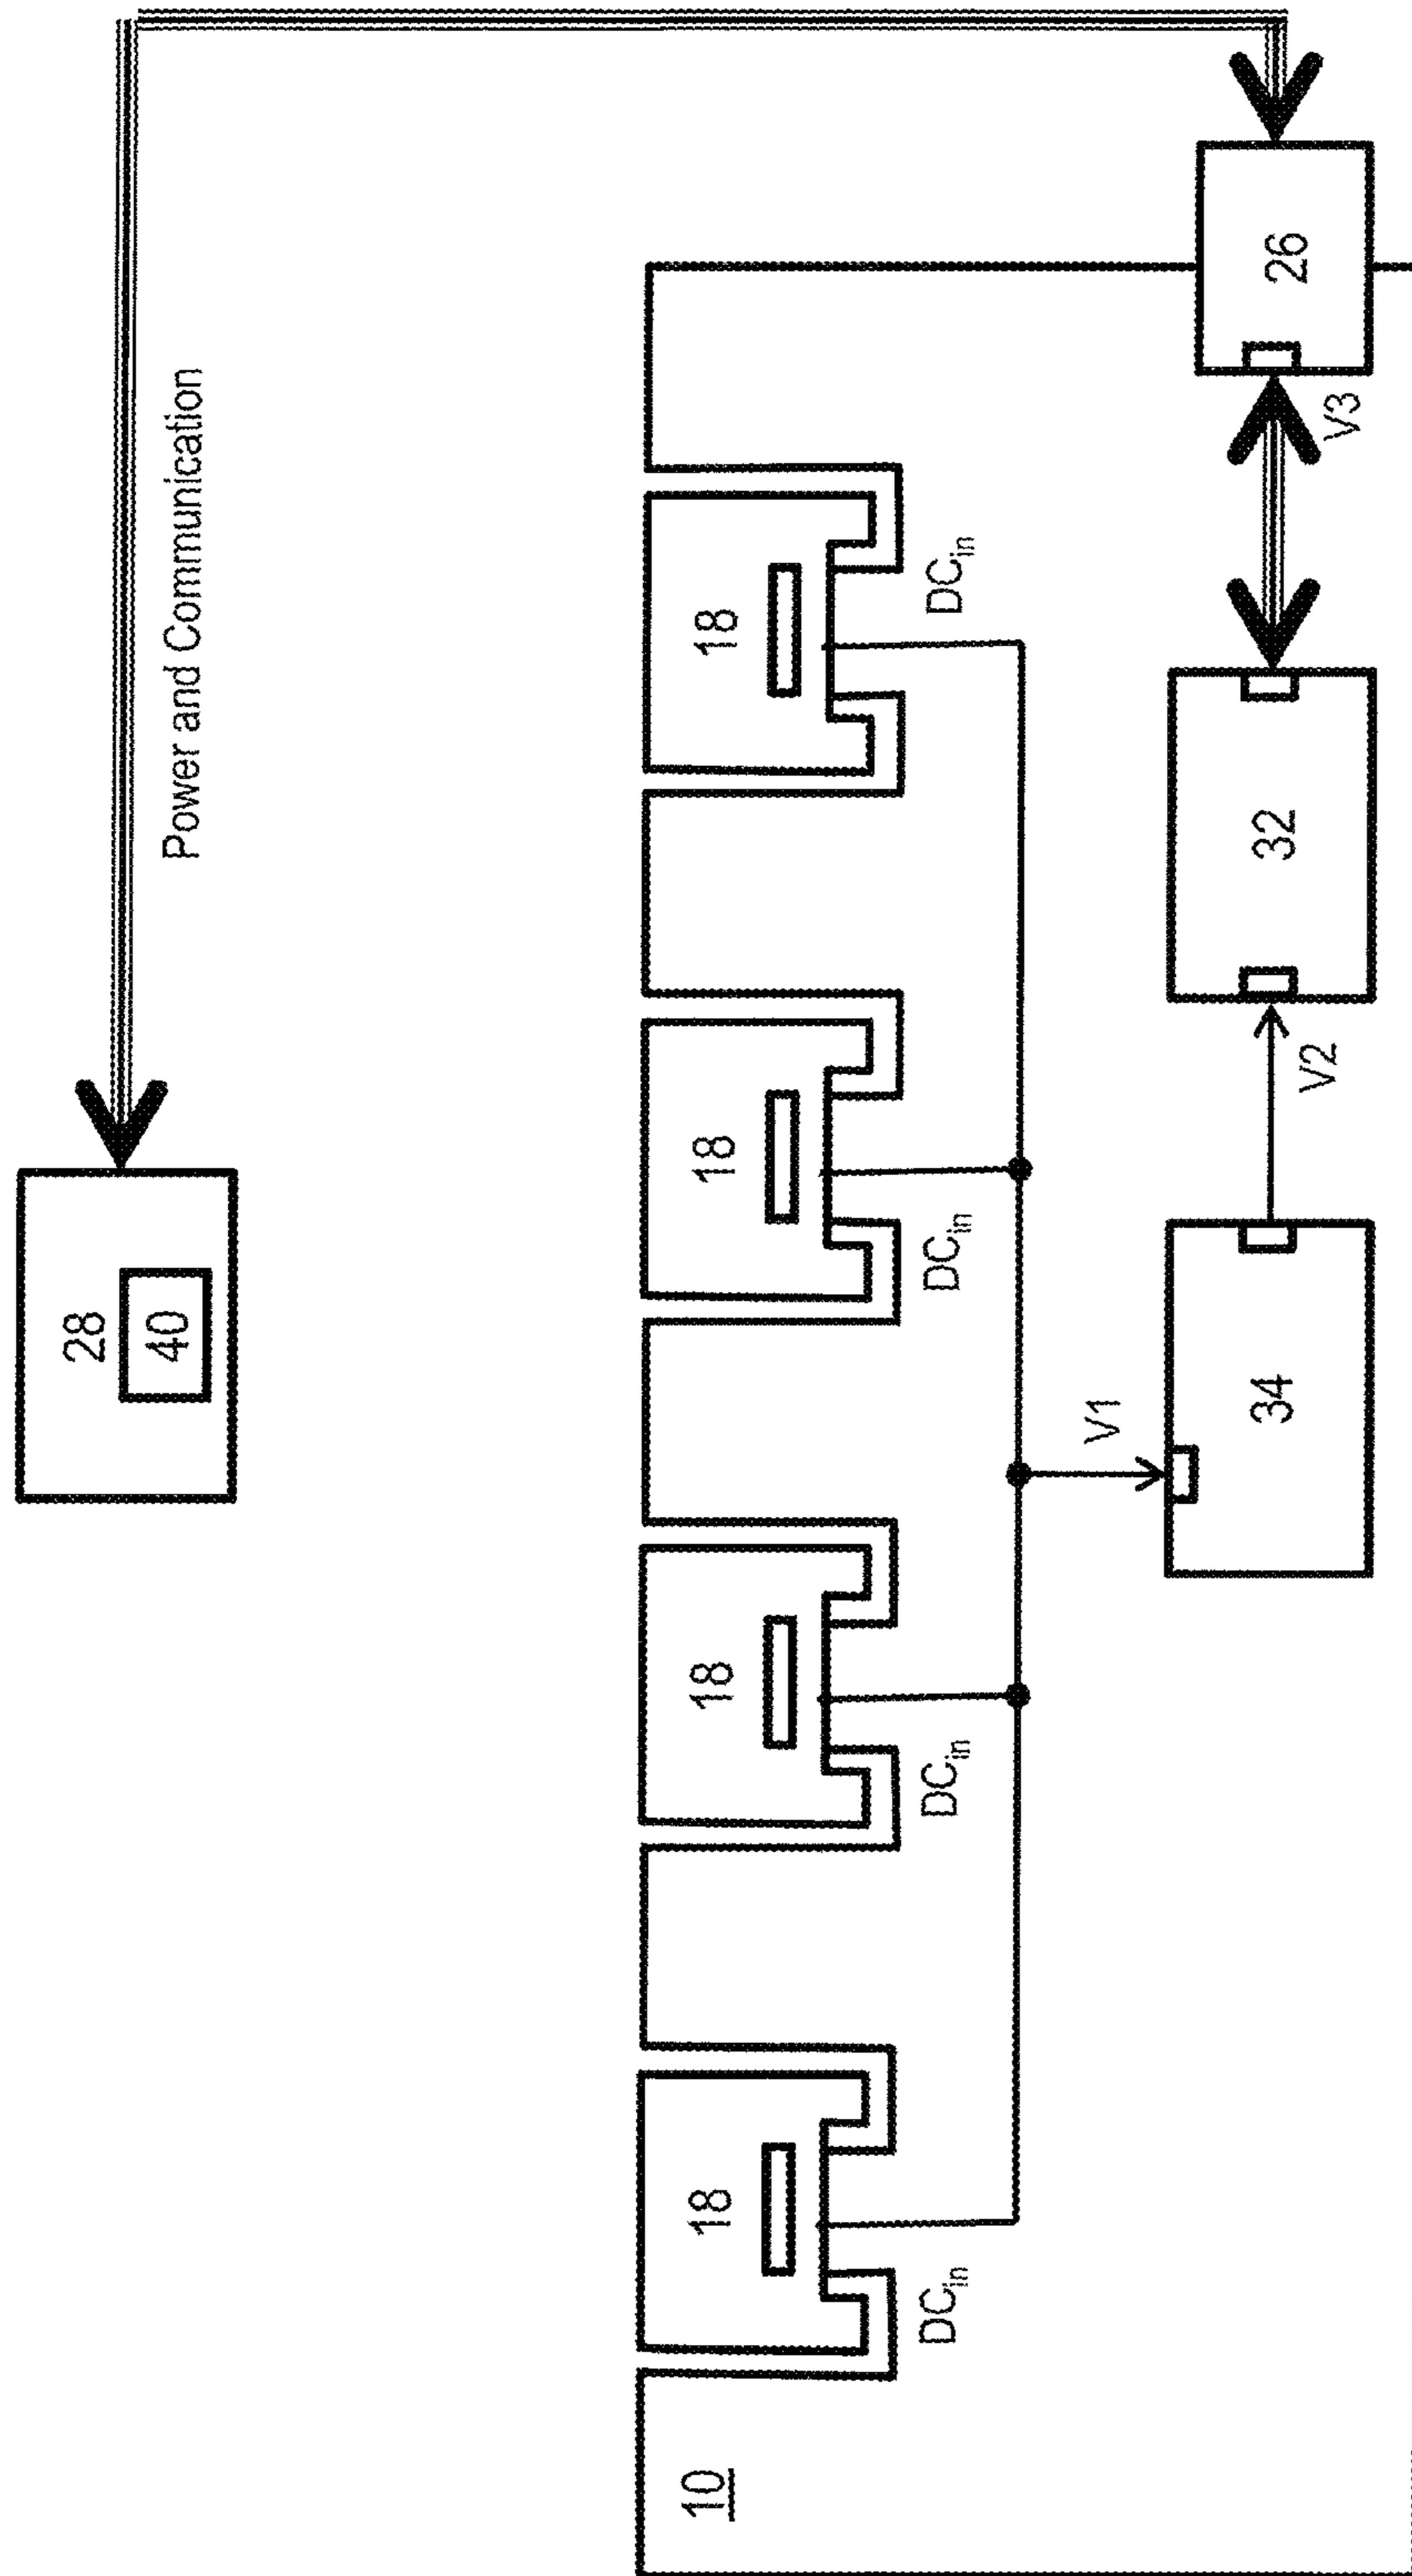 28
40
Power and Communication
10
18
18
18
18
DCin
DCin
DCin
DCin
V1
34
V2
32
V3
26